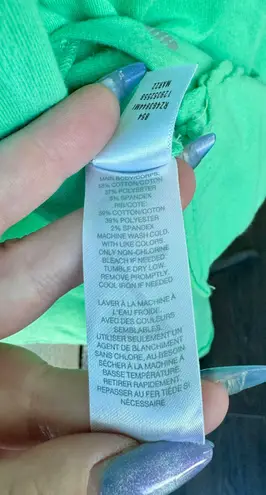 MAIN BODY/CORPS:
COTTON/COTON,
37% POLYESTER
SPANDEX
RIB/COTE:
COTTON/COTON
39% POLYESTER
2% SPANDEX
MACHINE WASH COLD,
WITH LIKE COLORS.
ONLY NON-CHLORINE
BLEACH IF NEEDED.
TUMBLE DRY LOW.
REMOVE PROMPTLY.
COOL IRON IF NEEDED.
LAVER À LA MACHINE À
L'EAU FROIDE.
AVEC DES COULEURS
SEMBLABLES.
UTILISER SEULEMENT UN
AGENT DE BLANCHIMENT
SANS CHLORE, AU BESOIN.
SÉCHER À LA MACHINE À
BASSE TEMPÉRATURE.
RETIRER RAPIDEMENT.
REPASSER AU FER TIÈDE SI
NÉCESSAIRE